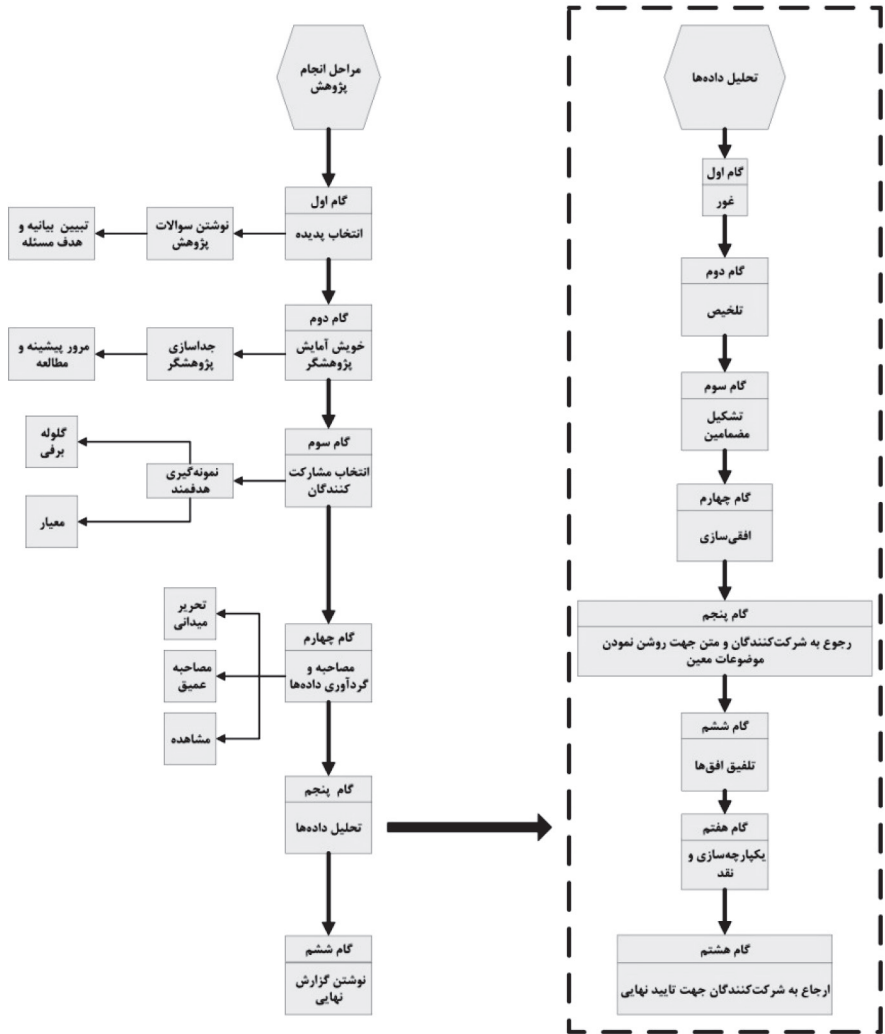 مراحل انجام
پژوهش
گام اول
انتخاب پدیده
نوشتن سوالات
پژوهش
تبیین بیانیه و
هدف مسئله
گام دوم
خویش آمایش
پژوهشگر
جداسازی
پژوهشگر
مرور پیشینه و
مطالعه
گام سوم
انتخاب مشارکت
کنندگان
نمونه‌گیری
هدفمند
گلوله
برفی
معیار
گام چهارم
مصاحبه و
گردآوری داده‌ها
تحریر
میدانی
مصاحبه
عمیق
مشاهده
گام پنجم
تحلیل داده‌ها
گام ششم
نوشتن گزارش
نهایی
تحلیل داده‌ها
گام اول
غور
گام دوم
تلخیص
گام سوم
تشکیل
مضمامین
گام چهارم
افقی‌سازی
گام پنجم
رجوع به شرکت‌کنندگان و متن جهت روشن نمودن
موضوعات معین
گام ششم
تلفیق افق‌ها
گام هفتم
یکپارچه‌سازی و
نقد
گام هشتم
ارجاع به شرکت‌کنندگان جهت تایید نهایی